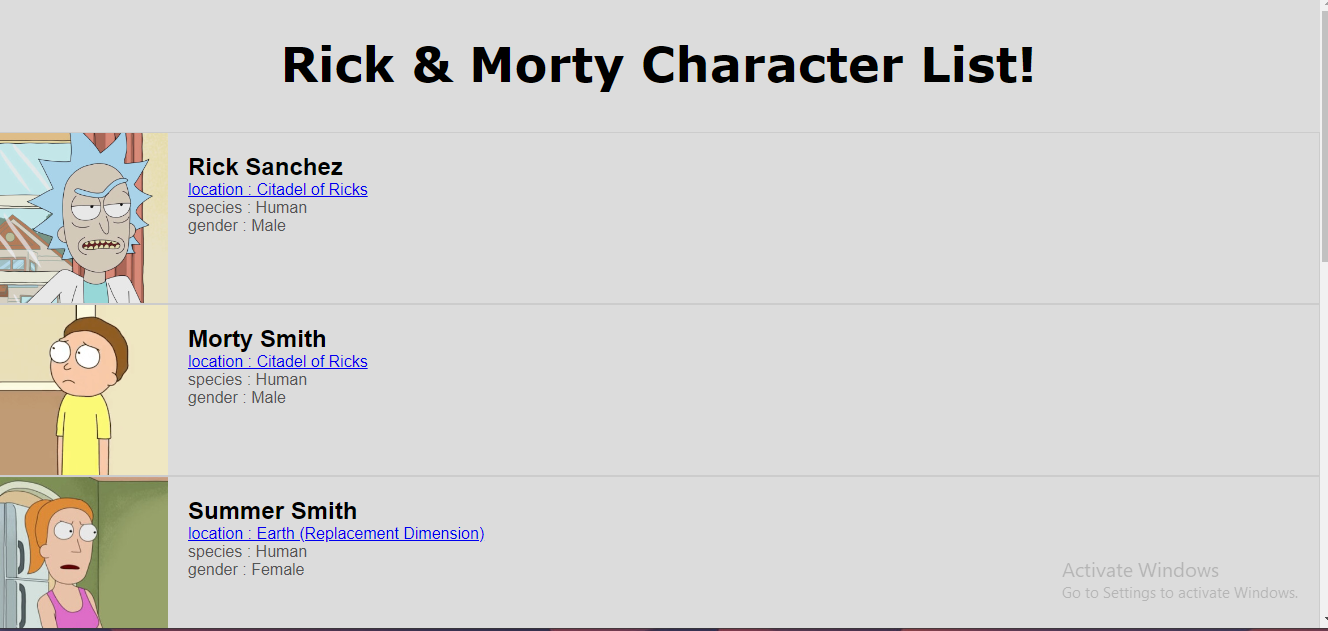 Rick & Morty Character List!
Rick Sanchez
location : Citadel of Ricks
species : Human
gender : Male
Morty Smith
location : Citadel of Ricks
species : Human
gender : Male
Summer Smith
location : Earth (Replacement Dimension)
species : Human
gender : Female
Activate Windows
Go to Settings to activate Windows.